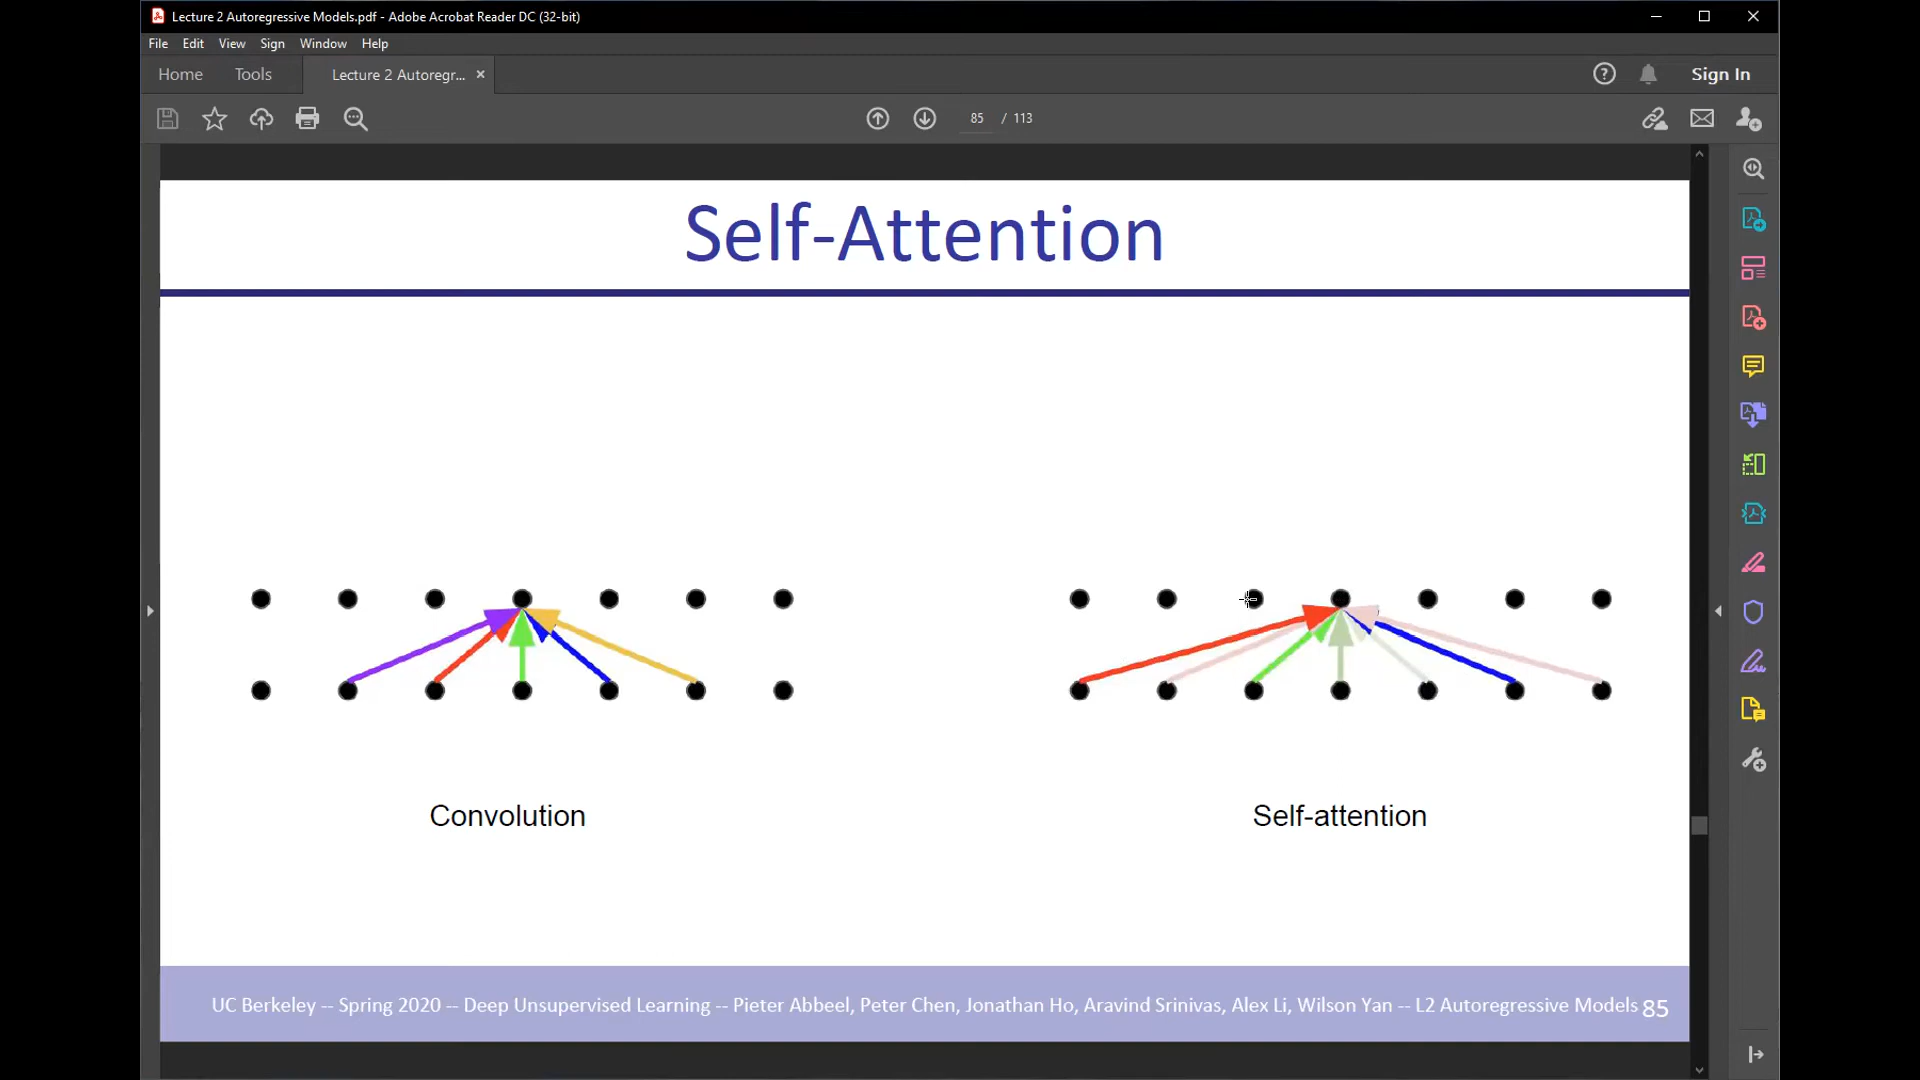 Lecture 2 Autoregressive Models.pdf - Adobe Acrobat Reader DC (32-bit)
File Edit View Sign Window Help
Home Tools Lecture 2 Autoregr... × Sign In
85 / 113
Self-Attention
Convolution
Self-attention
UC Berkeley -- Spring 2020 -- Deep Unsupervised Learning -- Pieter Abbeel, Peter Chen, Jonathan Ho, Aravind Srinivas, Alex Li, Wilson Yan -- L2 Autoregressive Models 85